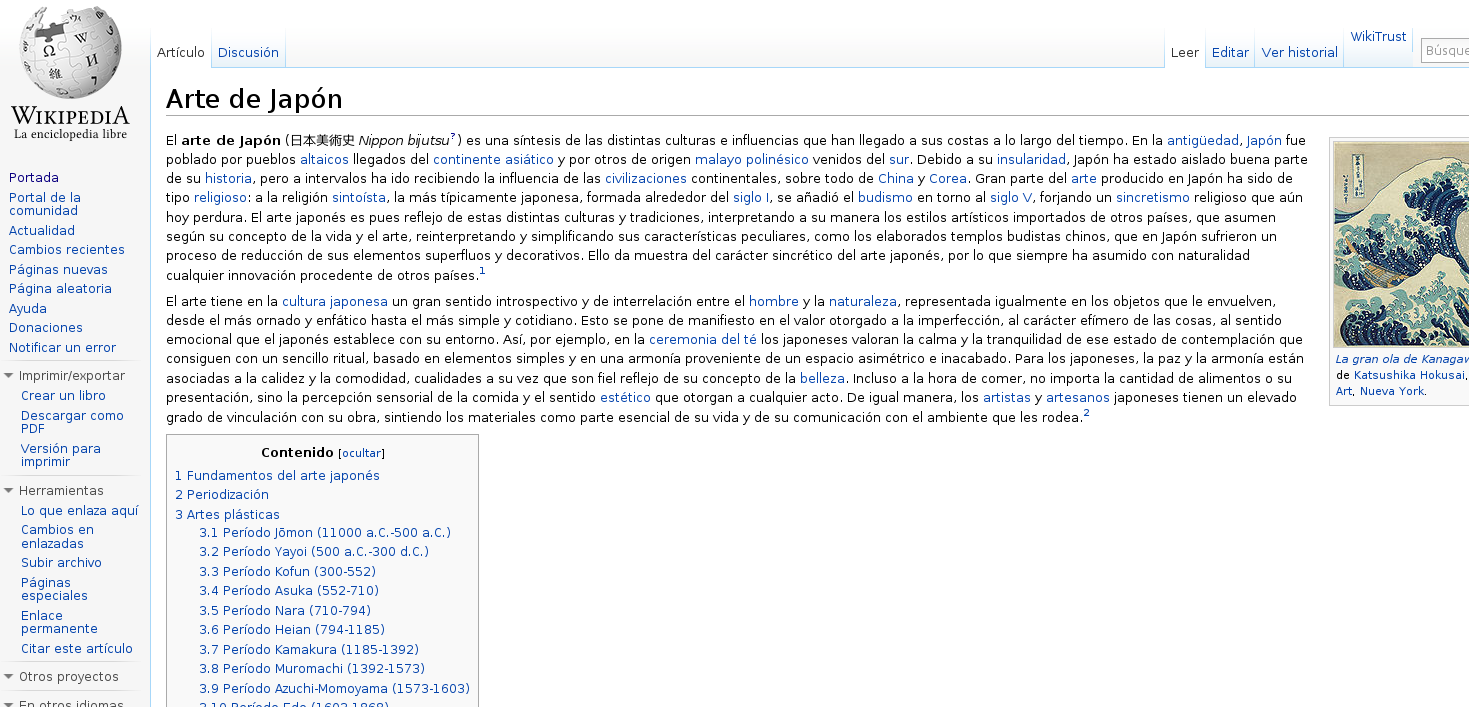 WIKIPEDIA
La enciclopedia libre
Portada
Portal de la
comunidad
Actualidad
Cambios recientes
Páginas nuevas
Página aleatoria
Ayuda
Donaciones
Notificar un error
Imprimir/exportar
Crear un libro
Descargar como
PDF
Versión para
imprimir
Herramientas
Lo que enlaza aquí
Cambios en
enlazadas
Subir archivo
Páginas
especiales
Enlace
permanente
Citar este artículo
Otros proyectos
En otros idiomas
Artículo Discusión Leer Editar Ver historial WikiTrust Búsque
Arte de Japón
El arte de Japón (日本美術史 Nippon bijutsu?) es una síntesis de las distintas culturas e influencias que han llegado a sus costas a lo largo del tiempo. En la antigüedad, Japón fue
poblado por pueblos altaicos llegados del continente asiático y por otros de origen malayo polinésico venidos del sur. Debido a su insularidad, Japón ha estado aislado buena parte
de su historia, pero a intervalos ha ido recibiendo la influencia de las civilizaciones continentales, sobre todo de China y Corea. Gran parte del arte producido en Japón ha sido de
tipo religioso: a la religión sintoísta, la más típicamente japonesa, formada alrededor del siglo I, se añadió el budismo en torno al siglo V, forjando un sincretismo religioso que aún
hoy perdura. El arte japonés es pues reflejo de estas distintas culturas y tradiciones, interpretando a su manera los estilos artísticos importados de otros países, que asumen
según su concepto de la vida y el arte, reinterpretando y simplificando sus características peculiares, como los elaborados templos budistas chinos, que en Japón sufrieron un
proceso de reducción de sus elementos superfluos y decorativos. Ello da muestra del carácter sincrético del arte japonés, por lo que siempre ha asumido con naturalidad
cualquier innovación procedente de otros países.1
El arte tiene en la cultura japonesa un gran sentido introspectivo y de interrelación entre el hombre y la naturaleza, representada igualmente en los objetos que le envuelven,
desde el más ornado y enfático hasta el más simple y cotidiano. Esto se pone de manifiesto en el valor otorgado a la imperfección, al carácter efímero de las cosas, al sentido
emocional que el japonés establece con su entorno. Así, por ejemplo, en la ceremonia del té los japoneses valoran la calma y la tranquilidad de ese estado de contemplación que
consiguen con un sencillo ritual, basado en elementos simples y en una armonía proveniente de un espacio asimétrico e inacabado. Para los japoneses, la paz y la armonía están
asociadas a la calidez y la comodidad, cualidades a su vez que son fiel reflejo de su concepto de la belleza. Incluso a la hora de comer, no importa la cantidad de alimentos o su
presentación, sino la percepción sensorial de la comida y el sentido estético que otorgan a cualquier acto. De igual manera, los artistas y artesanos japoneses tienen un elevado
grado de vinculación con su obra, sintiendo los materiales como parte esencial de su vida y de su comunicación con el ambiente que les rodea.2
La gran ola de Kanagaw
de Katsushika Hokusai,
Art, Nueva York.
Contenido [ocultar]
1 Fundamentos del arte japonés
2 Periodización
3 Artes plásticas
3.1 Período Jōmon (11000 a.C.-500 a.C.)
3.2 Período Yayoi (500 a.C.-300 d.C.)
3.3 Período Kofun (300-552)
3.4 Período Asuka (552-710)
3.5 Período Nara (710-794)
3.6 Período Heian (794-1185)
3.7 Período Kamakura (1185-1392)
3.8 Período Muromachi (1392-1573)
3.9 Período Azuchi-Momoyama (1573-1603)
3.10 Período Edo (1603-1868)